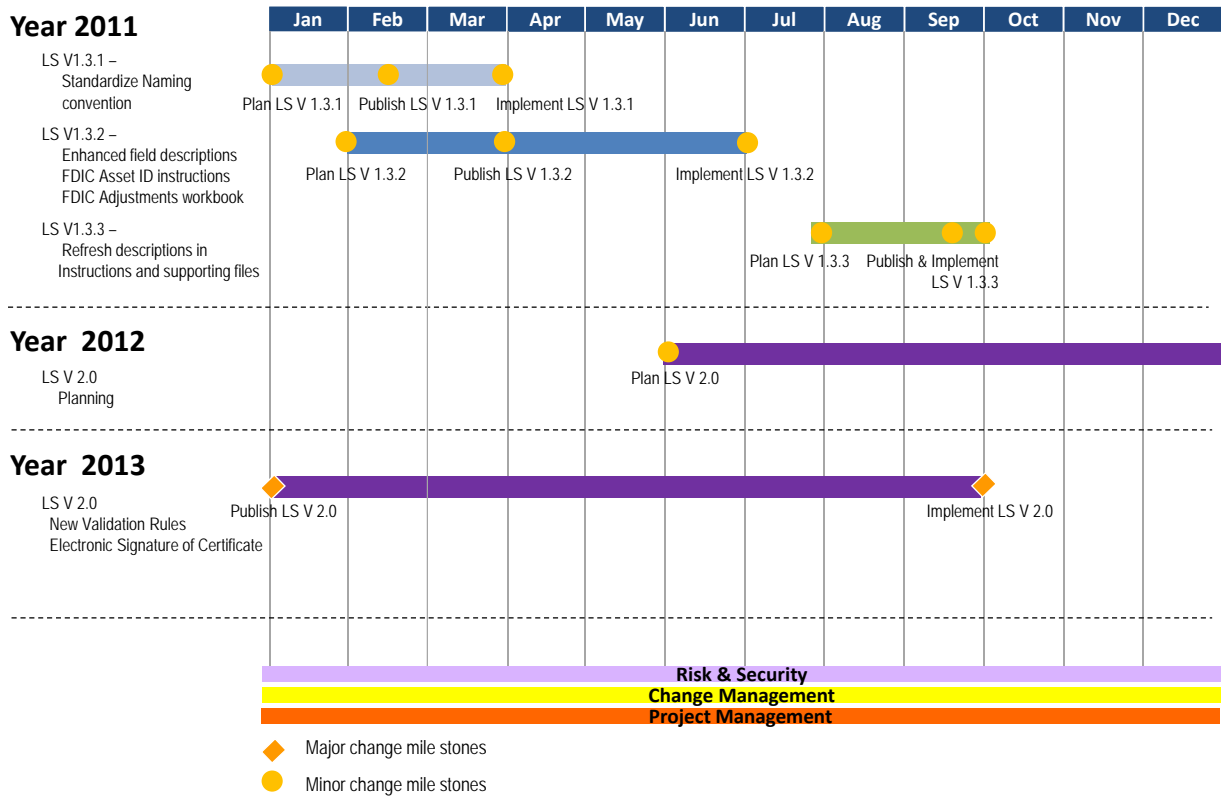 Year 2011
Jan Feb Mar Apr May Jun Jul Aug Sep Oct Nov Dec
LS V1.3.1 –
Standardize Naming
convention
Plan LS V 1.3.1 Publish LS V 1.3.1 Implement LS V 1.3.1
LS V1.3.2 –
Enhanced field descriptions
FDIC Asset ID instructions
FDIC Adjustments workbook
Plan LS V 1.3.2 Publish LS V 1.3.2 Implement LS V 1.3.2
LS V1.3.3 –
Refresh descriptions in
Instructions and supporting files
Plan LS V 1.3.3 Publish & Implement
LS V 1.3.3
Year 2012
LS V 2.0
Planning
Plan LS V 2.0
Year 2013
LS V 2.0
New Validation Rules
Electronic Signature of Certificate
Publish LS V 2.0 Implement LS V 2.0
Risk & Security
Change Management
Project Management
Major change mile stones
Minor change mile stones